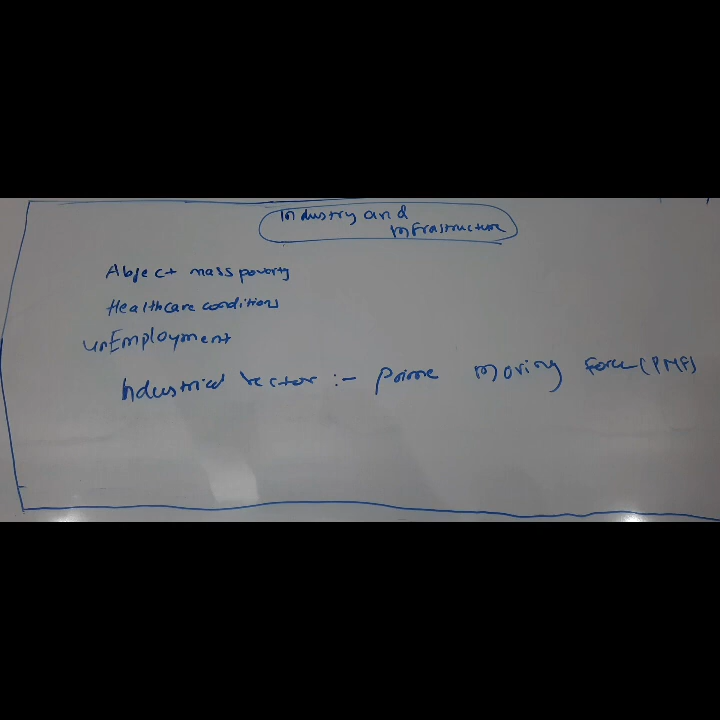 Industry and
Infrastructure
Abject mass poverty
Healthcare conditions
unEmployment
Industrial sector :- prime moving force (PMF)